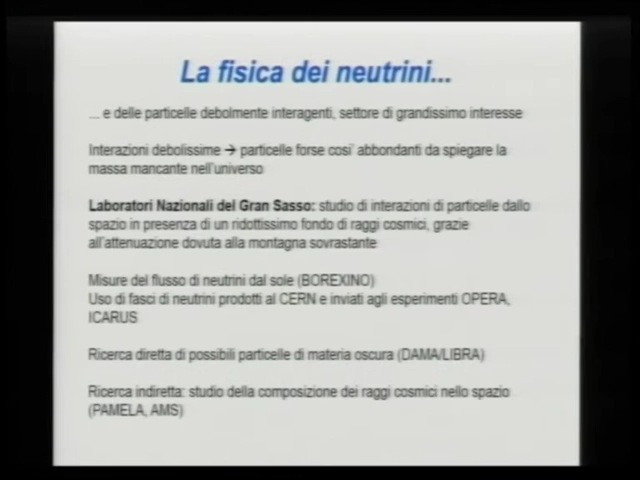 La fisica dei neutrini...
... e delle particelle debolmente interagenti, settore di grandissimo interesse
Interazioni debolissime → particelle forse cosi' abbondanti da spiegare la
massa mancante nell'universo
Laboratori Nazionali del Gran Sasso: studio di interazioni di particelle dallo
spazio in presenza di un ridottissimo fondo di raggi cosmici, grazie
all'attenuazione dovuta alla montagna sovrastante
Misure del flusso di neutrini dal sole (BOREXINO)
Uso di fasci di neutrini prodotti al CERN e inviati agli esperimenti OPERA,
ICARUS
Ricerca diretta di possibili particelle di materia oscura (DAMA/LIBRA)
Ricerca indiretta: studio della composizione dei raggi cosmici nello spazio
(PAMELA, AMS)